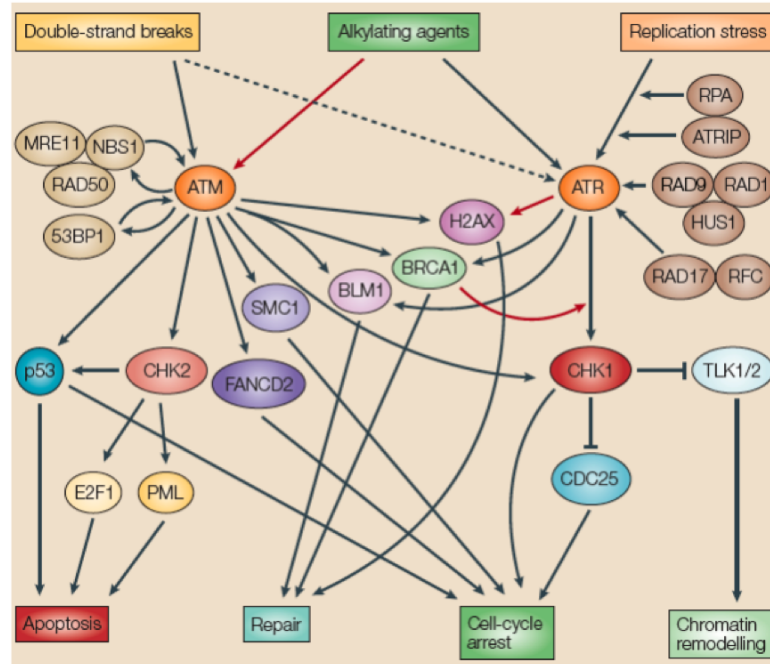 Double-strand breaks
Alkylating agents
Replication stress
RPA
ATRIP
MRE11
NBS1
RAD50
ATM
ATR
RAD9
RAD1
HUS1
53BP1
H2AX
BRCA1
RAD17
RFC
BLM1
SMC1
p53
CHK2
FANCD2
CHK1
TLK1/2
E2F1
PML
CDC25
Apoptosis
Repair
Cell-cycle
arrest
Chromatin
remodelling